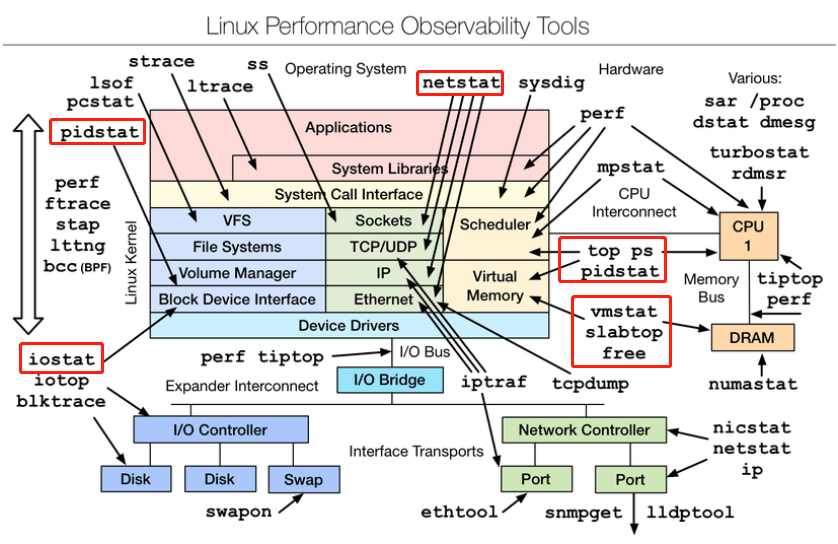 Linux Performance Observability Tools
strace
ss
Operating System
netstat
sysdig
Hardware
Various:
lsof
ltrace
pcstat
sar /proc
dstat dmesg
pidstat
Applications
perf
turbostat
rdmsr
System Libraries
mpstat
System Call Interface
CPU
Interconnect
perf
ftrace
stap
lttng
bcc (BPF)
Linux Kernel
VFS
Sockets
Scheduler
CPU
1
File Systems
TCP/UDP
top ps
pidstat
Volume Manager
IP
Virtual
Memory
Memory
Bus
tiptop
perf
Block Device Interface
Ethernet
vmstat
slabtop
free
Device Drivers
DRAM
iostat
iotop
blktrace
perf tiptop
I/O Bus
I/O Bridge
iptraf
tcpdump
numastat
Expander Interconnect
I/O Controller
Network Controller
nicstat
netstat
ip
Interface Transports
Disk
Disk
Swap
Port
Port
swapon
ethtool
snmpget
lldptool